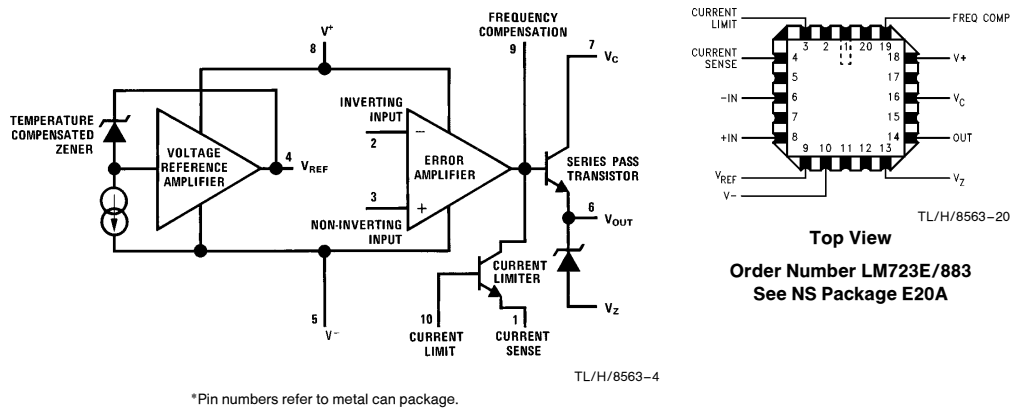 FREQUENCY
COMPENSATION
9
V+
8
7
VC
TEMPERATURE
COMPENSATED
ZENER
VOLTAGE
REFERENCE
AMPLIFIER
4
VREF
INVERTING
INPUT
−
2
ERROR
AMPLIFIER
3
+
NON-INVERTING
INPUT
SERIES PASS
TRANSISTOR
6
VOUT
CURRENT
LIMITER
VZ
5
V−
10
CURRENT
LIMIT
1
CURRENT
SENSE
TL/H/8563–4
*Pin numbers refer to metal can package.
CURRENT
LIMIT
FREQ COMP
3 2 1 20 19
CURRENT
SENSE
4
18
V+
5
17
-IN
6
16
VC
7
15
+IN
8
14
OUT
9 10 11 12 13
VREF
V-
VZ
TL/H/8563–20
Top View
Order Number LM723E/883
See NS Package E20A